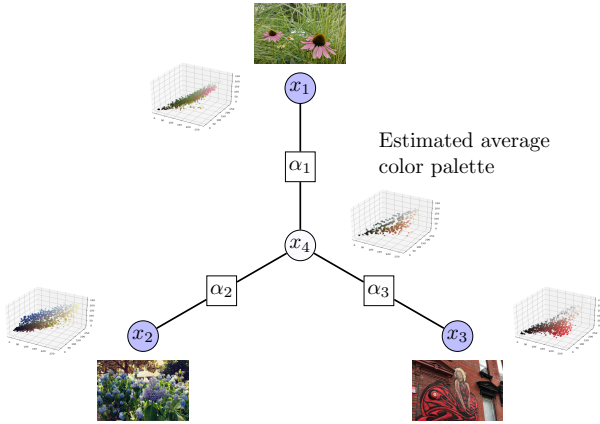 x₁
Estimated average
color palette
α₁
x₄
α₂
α₃
x₂
x₃